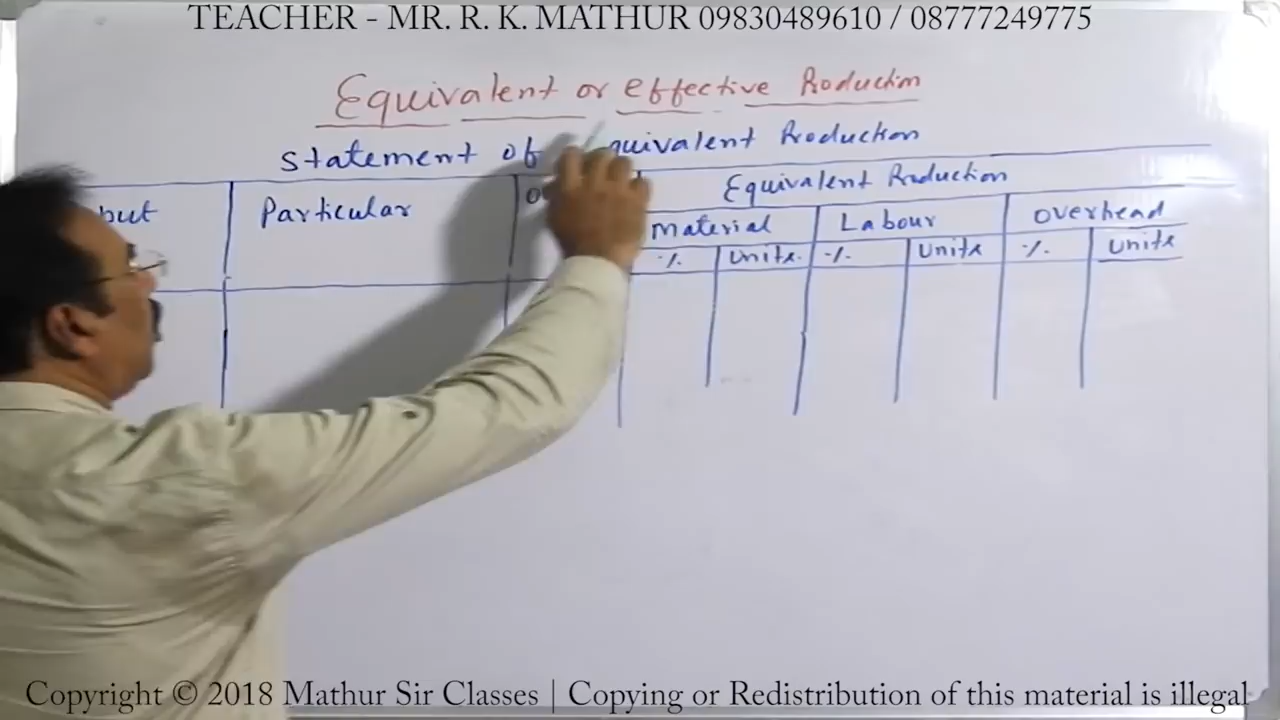 TEACHER - MR. R. K. MATHUR 09830489610 / 08777249775
Equivalent or effective Production
Statement of Equivalent Production
Particular
Equivalent Production
Material Labour Overhead
% Units. % Units % Units
Copyright © 2018 Mathur Sir Classes | Copying or Redistribution of this material is illegal